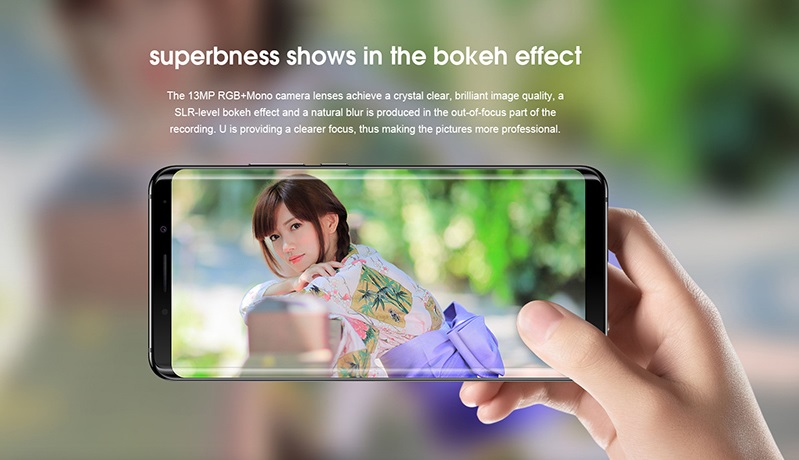 superbness shows in the bokeh effect
The 13MP RGB+Mono camera lenses achieve a crystal clear, brilliant image quality, a
SLR-level bokeh effect and a natural blur is produced in the out-of-focus part of the
recording. U is providing a clearer focus, thus making the pictures more professional.